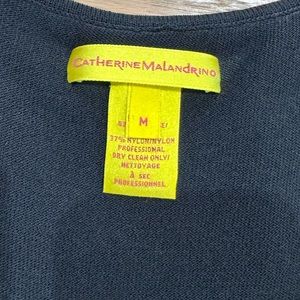 CATHERINE MALANDRINO
M
37% NYLON/NYLON
PROFESSIONAL
DRY CLEAN ONLY/
NETTOYAGE
À SEC
PROFESSIONNEL